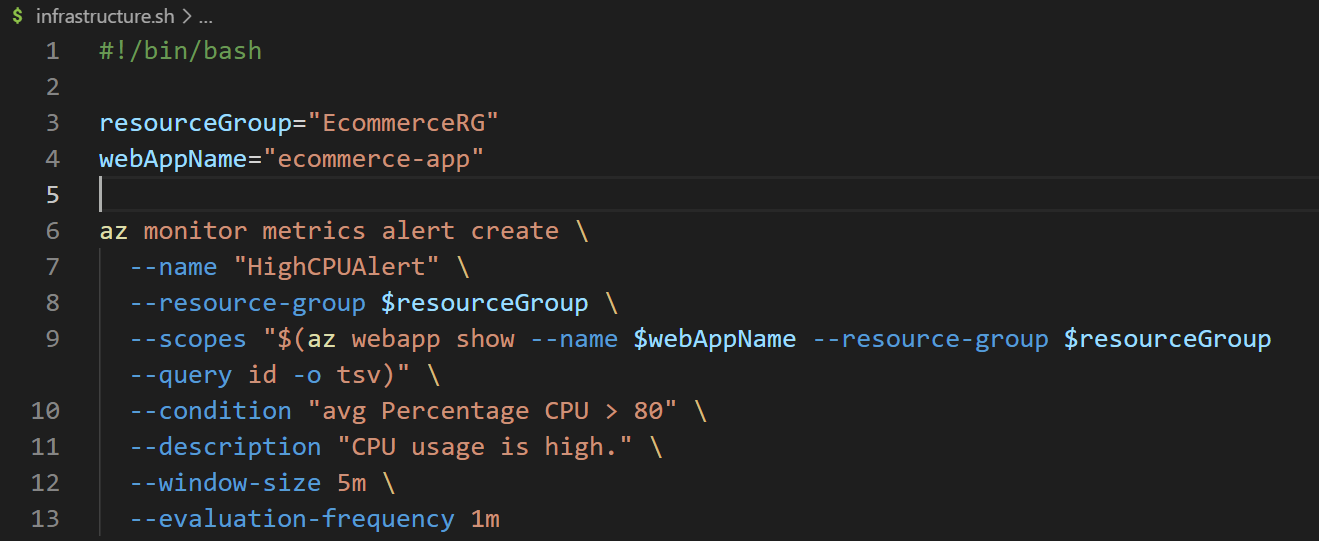 $ infrastructure.sh > ...
1 #!/bin/bash
2
3 resourceGroup="EcommerceRG"
4 webAppName="ecommerce-app"
5
6 az monitor metrics alert create \
7 --name "HighCPUAlert" \
8 --resource-group $resourceGroup \
9 --scopes "$(az webapp show --name $webAppName --resource-group $resourceGroup
--query id -o tsv)" \
10 --condition "avg Percentage CPU > 80" \
11 --description "CPU usage is high." \
12 --window-size 5m \
13 --evaluation-frequency 1m